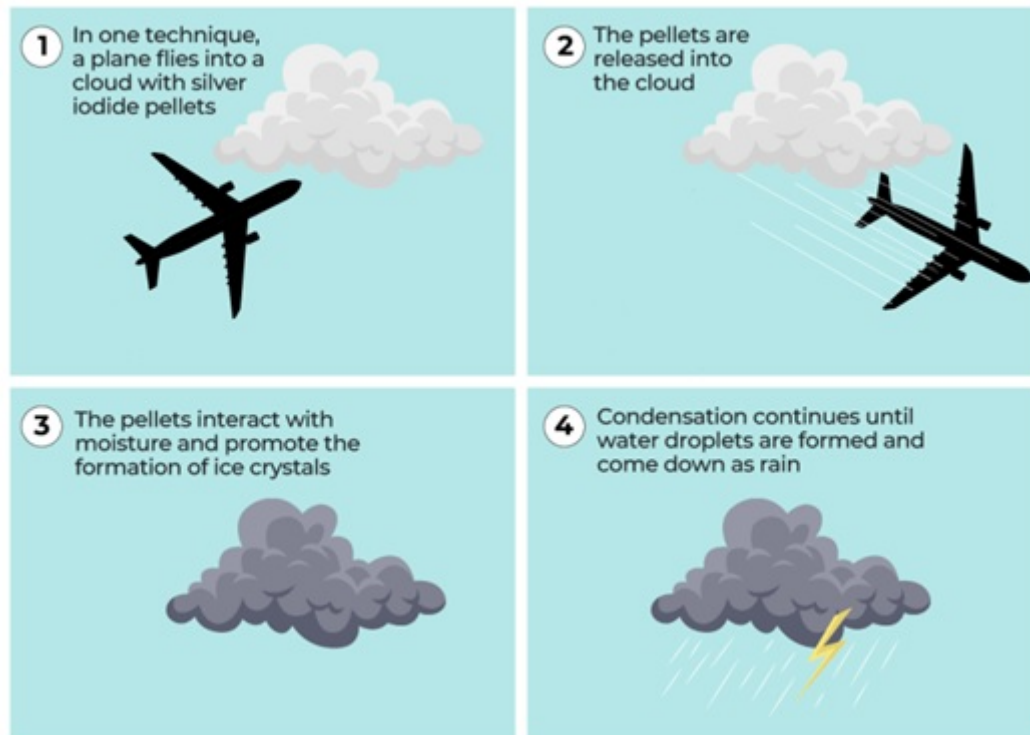 1
In one technique,
a plane flies into a
cloud with silver
iodide pellets
2
The pellets are
released into
the cloud
3
The pellets interact with
moisture and promote the
formation of ice crystals
4
Condensation continues until
water droplets are formed and
come down as rain